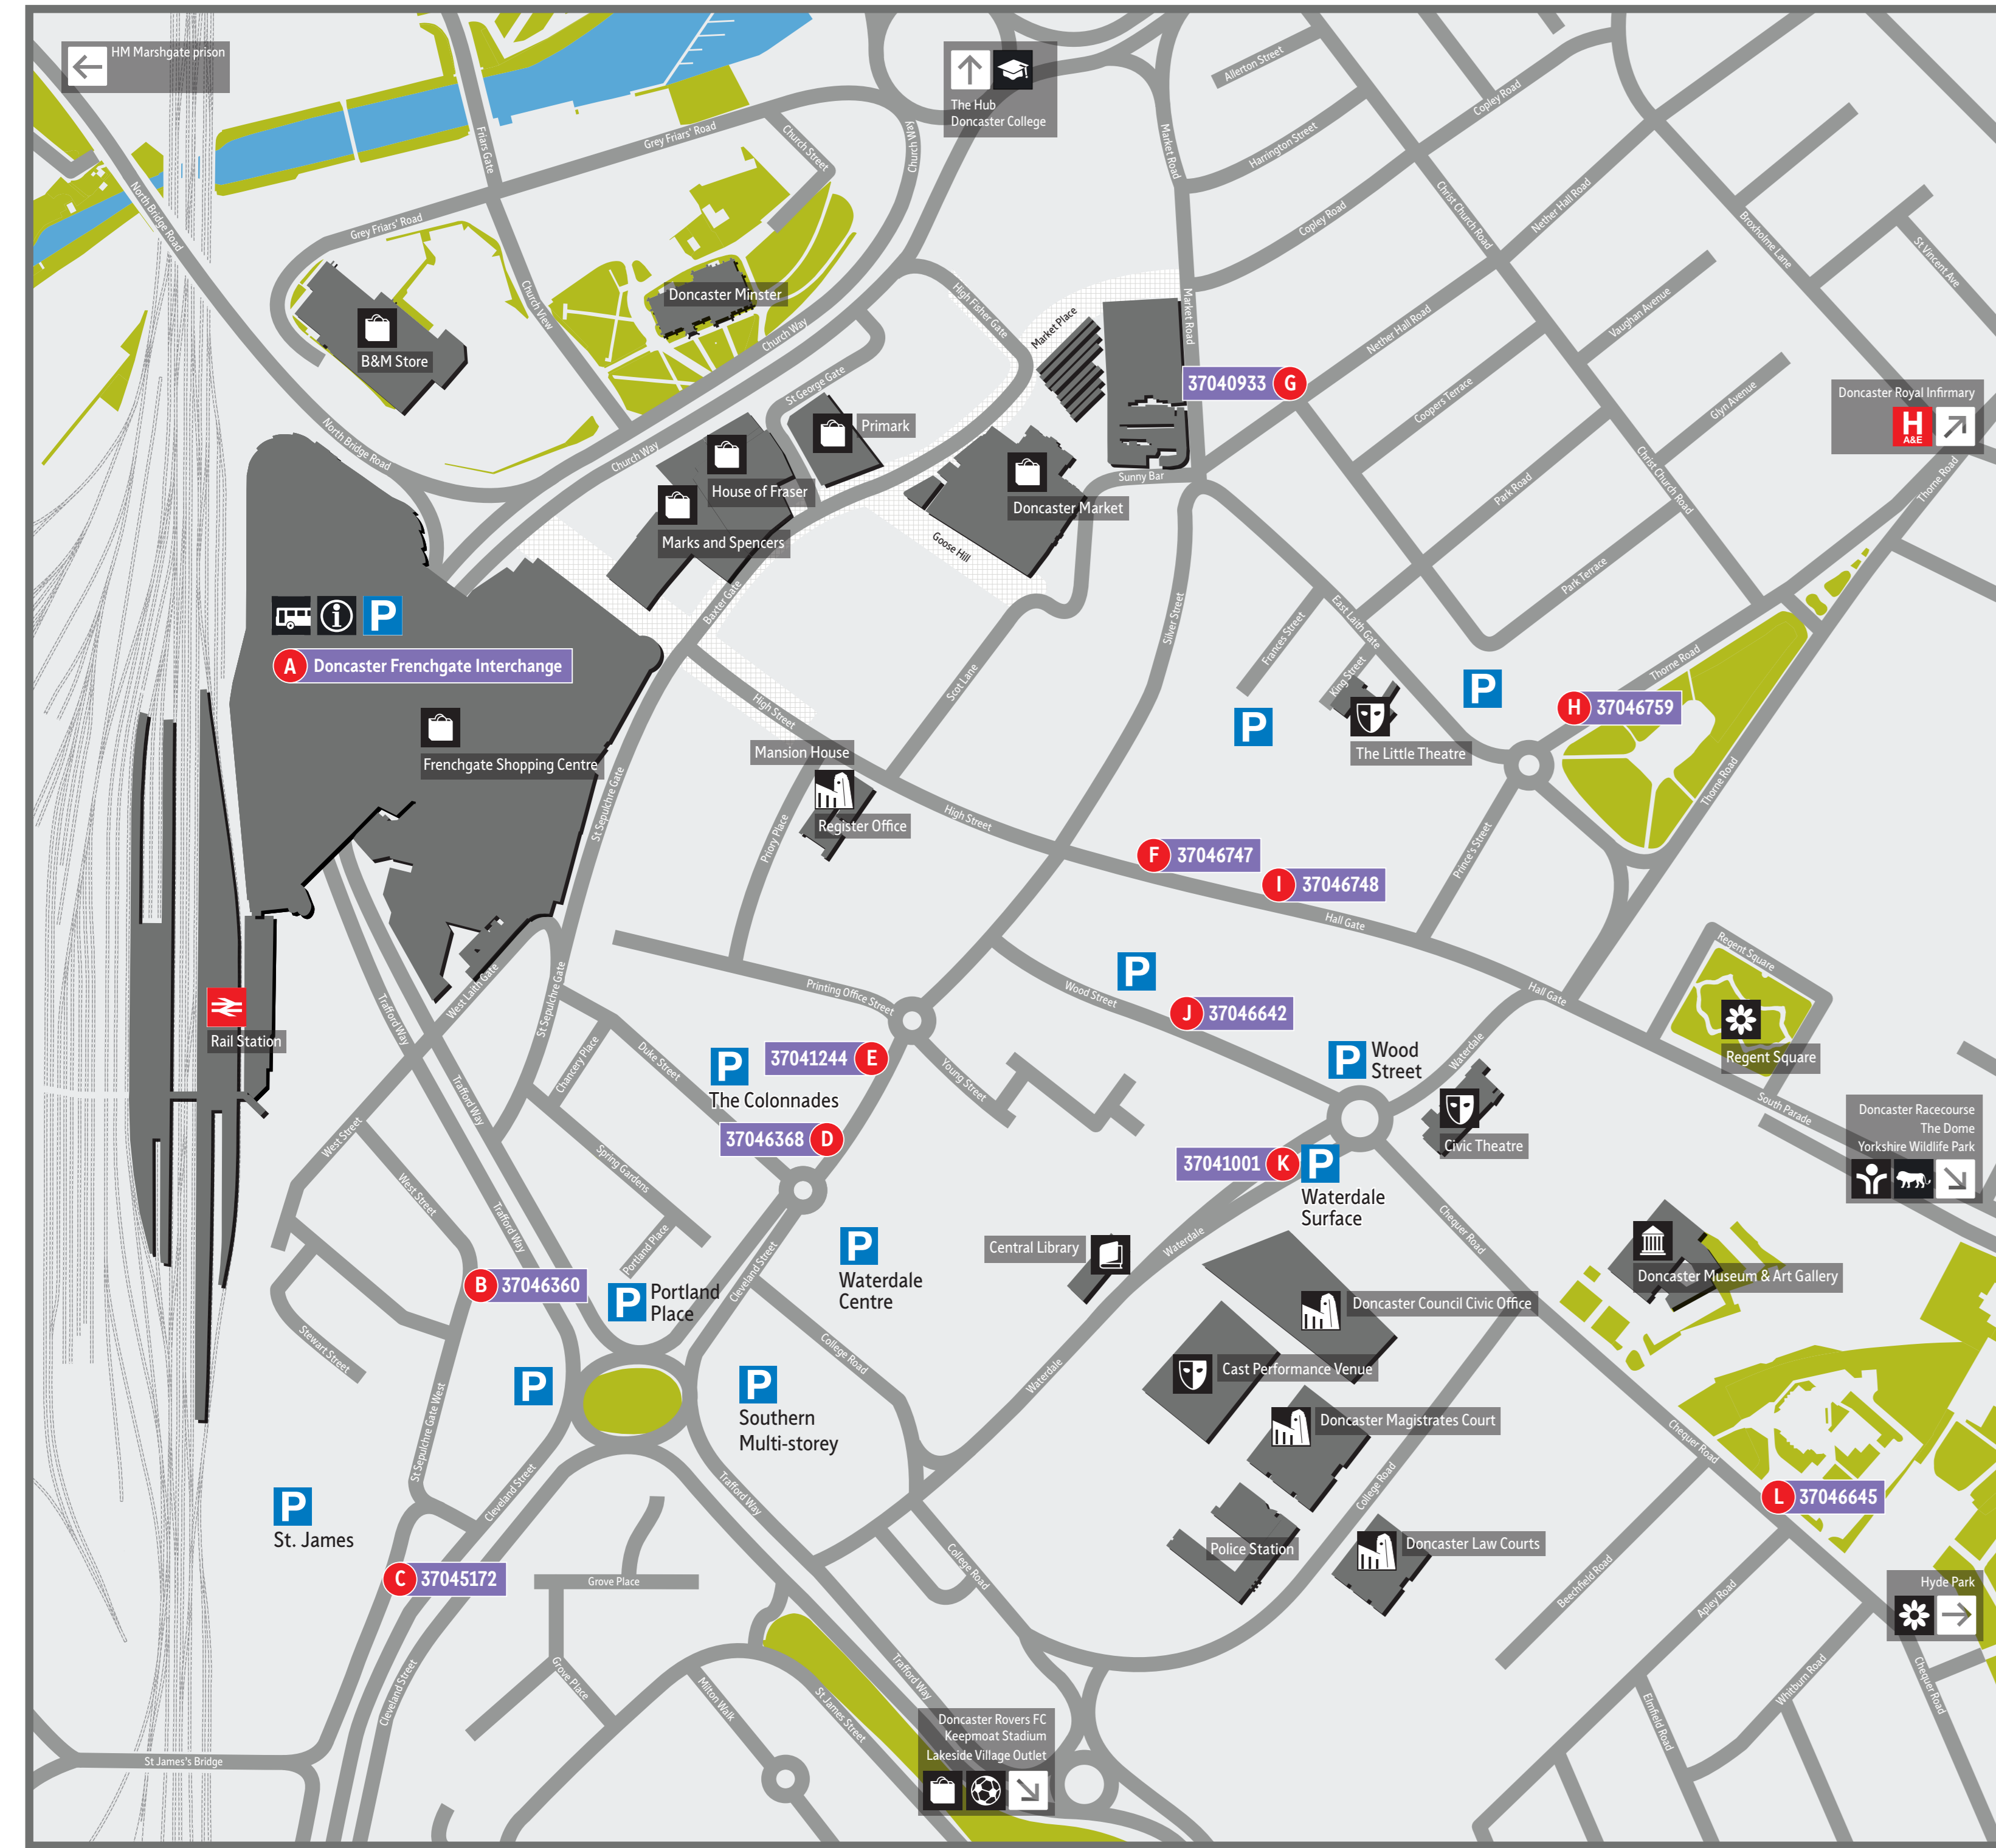 HM Marshgate prison
The Hub
Doncaster College
Allerton Street
Copley Road
Friars Gate
Grey Friars' Road
Church Street
Church Way
Market Road
Harrington Street
North Bridge Road
Grey Friars' Road
Christ Church Road
Nether Hall Road
Copley Road
Broxholme Lane
St Vincent Ave
Church View
Doncaster Minster
High Fisher Gate
Market Place
Market Road
Church Way
Nether Hall Road
Vaughan Avenue
B&M Store
St George Gate
37040933 G
Coopers Terrace
Glyn Avenue
Doncaster Royal Infirmary
H
A&E
Primark
North Bridge Road
Church Way
House of Fraser
Sunny Bar
Park Road
Christ Church Road
Thorne Road
Doncaster Market
Marks and Spencers
Goose Hill
Baxter Gate
Park Terrace
Silver Street
Frances Street
East Laith Gate
i
P
A Doncaster Frenchgate Interchange
Scot Lane
King Street
Thorne Road
P
P
H 37046759
High Street
Mansion House
The Little Theatre
Frenchgate Shopping Centre
St Sepulchre Gate
Register Office
High Street
Priory Place
Prince's Street
Thorne Road
F 37046747
I 37046748
Hall Gate
Regent Square
P
Printing Office Street
Wood Street
Hall Gate
West Laith Gate
St Sepulchre Gate
Trafford Way
J 37046642
Rail Station
Regent Square
Chancery Place
Duke Street
P
The Colonnades
37041244 E
Young Street
P Wood
Street
Waterdale
Trafford Way
South Parade
Doncaster Racecourse
The Dome
Yorkshire Wildlife Park
West Street
37046368 D
Civic Theatre
Spring Gardens
37041001 K
P
Waterdale
Surface
West Street
Trafford Way
Portland Place
Cleveland Street
P
Waterdale
Centre
Central Library
Waterdale
Chequer Road
B 37046360
P Portland
Place
Doncaster Museum & Art Gallery
Doncaster Council Civic Office
Stewart Street
College Road
Cast Performance Venue
Waterdale
P
P
Southern
Multi-storey
Doncaster Magistrates Court
St Sepulchre Gate West
Chequer Road
Cleveland Street
Trafford Way
College Road
L 37046645
P
St. James
Police Station
Doncaster Law Courts
C 37045172
Grove Place
College Road
Beechfield Road
Apley Road
Hyde Park
Cleveland Street
Grove Place
Milton Walk
St James Street
Trafford Way
Elmfield Road
Whitburn Road
Chequer Road
Doncaster Rovers FC
Keepmoat Stadium
Lakeside Village Outlet
St James's Bridge